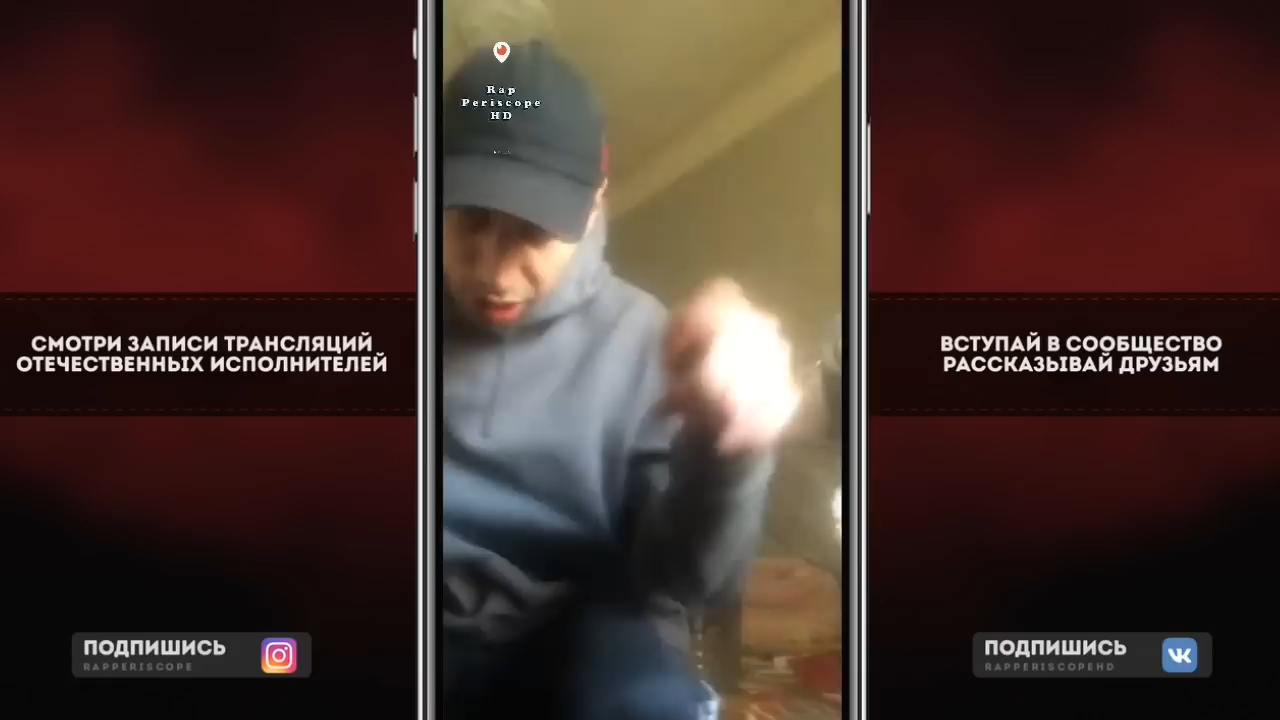 Rap
Periscope
HD
СМОТРИ ЗАПИСИ ТРАНСЛЯЦИЙ
ОТЕЧЕСТВЕННЫХ ИСПОЛНИТЕЛЕЙ
ВСТУПАЙ В СООБЩЕСТВО
РАССКАЗЫВАЙ ДРУЗЬЯМ
ПОДПИШИСЬ
RAPPERISCOPE
ПОДПИШИСЬ
RAPPERISCOPEHD